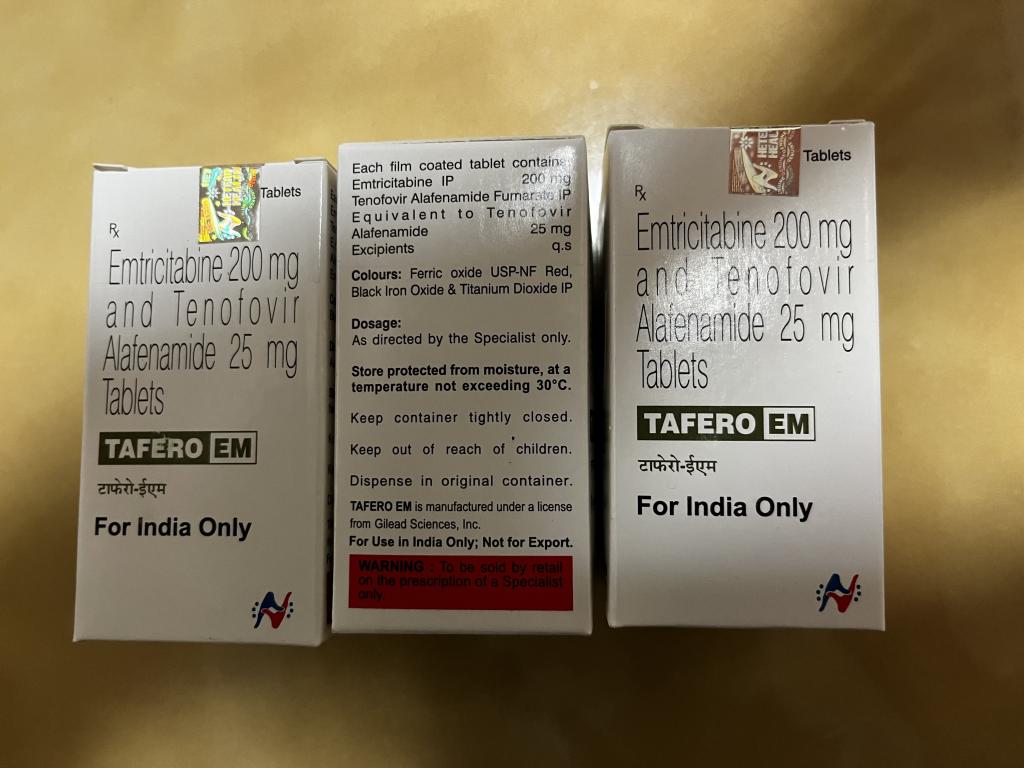 Tablets
Rx
Emtricitabine 200 mg
and Tenofovir
Alafenamide 25 mg
Tablets
TAFERO EM
टाफेरो-ईएम
For India Only
Each film coated tablet contains
Emtricitabine IP 200 mg
Tenofovir Alafenamide Fumarate IP
Equivalent to Tenofovir
Alafenamide 25 mg
Excipients q.s
Colours: Ferric oxide USP-NF Red,
Black Iron Oxide & Titanium Dioxide IP
Dosage:
As directed by the Specialist only.
Store protected from moisture, at a
temperature not exceeding 30°C.
Keep container tightly closed.
Keep out of reach of children.
Dispense in original container.
TAFERO EM is manufactured under a license
from Gilead Sciences, Inc.
For Use in India Only; Not for Export.
WARNING : To be sold by retail
on the prescription of a Specialist
only.
Tablets
Rx
Emtricitabine 200 mg
and Tenofovir
Alafenamide 25 mg
Tablets
TAFERO EM
टाफेरो-ईएम
For India Only